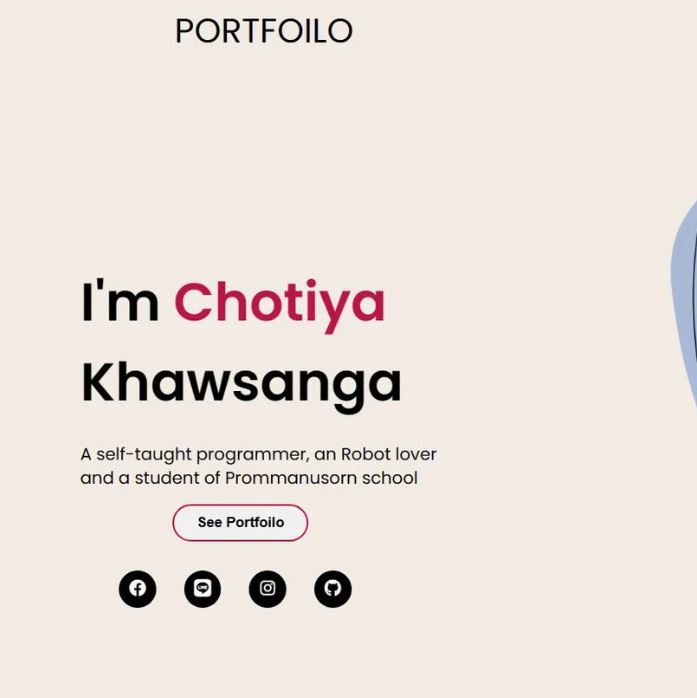 PORTFOILO
I'm Chotiya
Khawsanga
A self-taught programmer, an Robot lover
and a student of Prommanusorn school
See Portfoilo